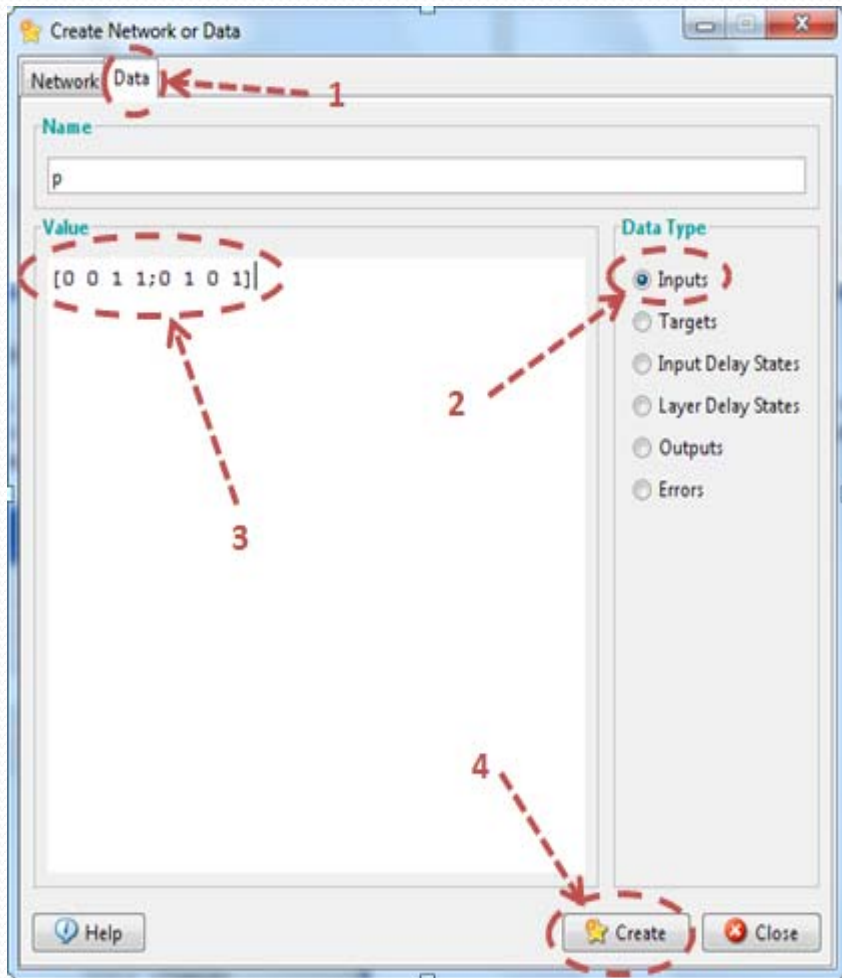 Create Network or Data
Network Data
1
Name
p
Value
Data Type
[0 0 1 1;0 1 0 1]
Inputs
Targets
Input Delay States
2
Layer Delay States
Outputs
Errors
3
4
Help
Create
Close